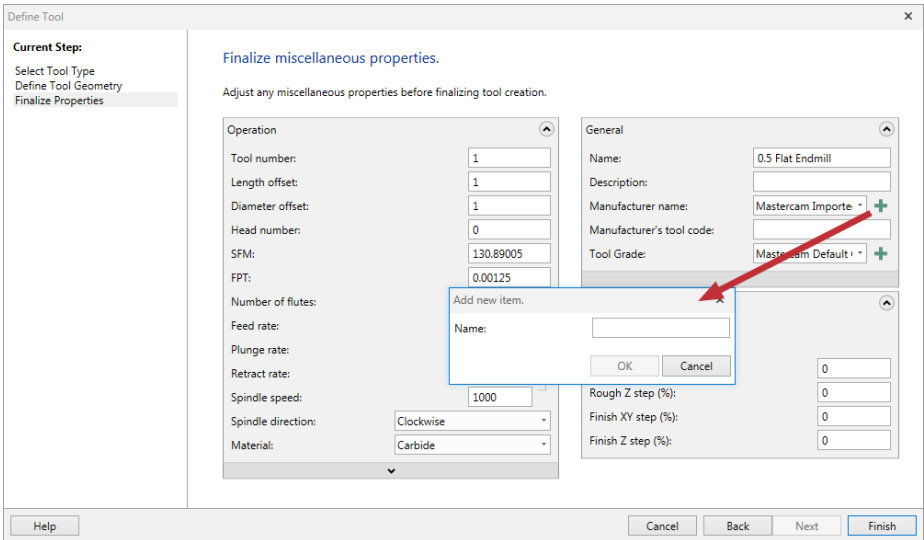 Define Tool
Current Step:
Select Tool Type
Define Tool Geometry
Finalize Properties
Finalize miscellaneous properties.
Adjust any miscellaneous properties before finalizing tool creation.
Operation
Tool number: 1
Length offset: 1
Diameter offset: 1
Head number: 0
SFM: 130.89005
FPT: 0.00125
Number of flutes:
Feed rate:
Plunge rate:
Retract rate:
Spindle speed: 1000
Spindle direction: Clockwise
Material: Carbide
General
Name: 0.5 Flat Endmill
Description:
Manufacturer name: Mastercam Importe
Manufacturer's tool code:
Tool Grade: Mastercam Default
Add new item.
Name:
OK Cancel
0
Rough Z step (%): 0
Finish XY step (%): 0
Finish Z step (%): 0
Help Cancel Back Next Finish